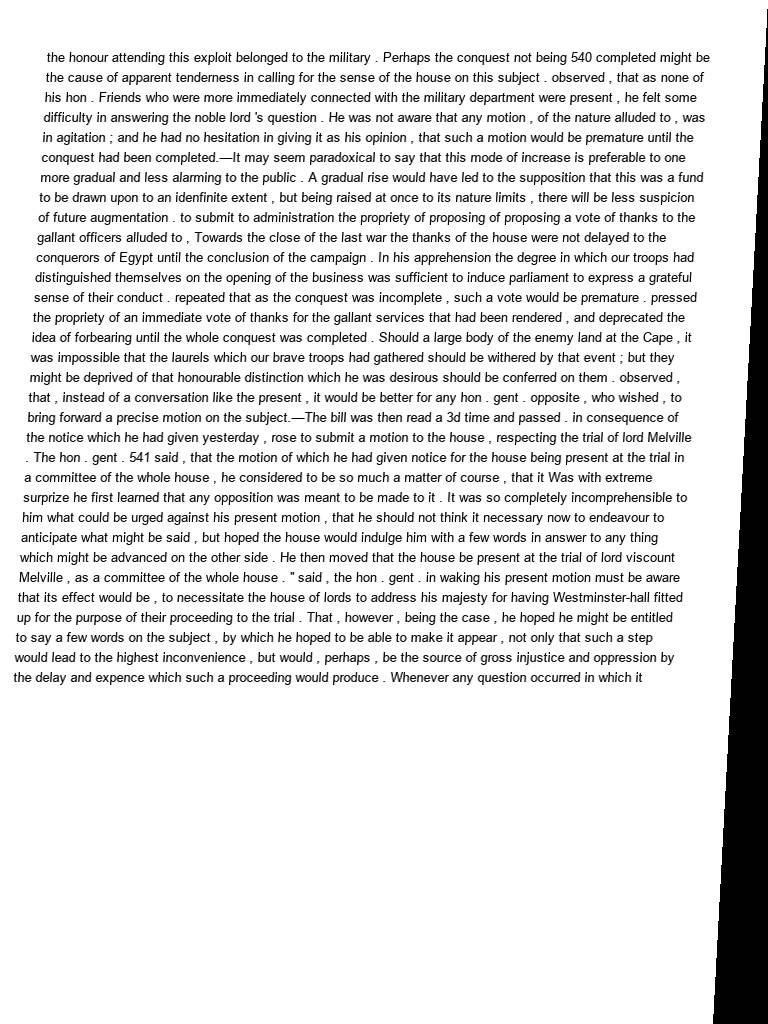 the honour attending this exploit belonged to the military . Perhaps the conquest not being 540 completed might be
the cause of apparent tenderness in calling for the sense of the house on this subject . observed , that as none of
his hon . Friends who were more immediately connected with the military department were present , he felt some
difficulty in answering the noble lord 's question . He was not aware that any motion , of the nature alluded to , was
in agitation ; and he had no hesitation in giving it as his opinion , that such a motion would be premature until the
conquest had been completed.—It may seem paradoxical to say that this mode of increase is preferable to one
more gradual and less alarming to the public . A gradual rise would have led to the supposition that this was a fund
to be drawn upon to an idenfinite extent , but being raised at once to its nature limits , there will be less suspicion
of future augmentation . to submit to administration the propriety of proposing of proposing a vote of thanks to the
gallant officers alluded to , Towards the close of the last war the thanks of the house were not delayed to the
conquerors of Egypt until the conclusion of the campaign . In his apprehension the degree in which our troops had
distinguished themselves on the opening of the business was sufficient to induce parliament to express a grateful
sense of their conduct . repeated that as the conquest was incomplete , such a vote would be premature . pressed
the propriety of an immediate vote of thanks for the gallant services that had been rendered , and deprecated the
idea of forbearing until the whole conquest was completed . Should a large body of the enemy land at the Cape , it
was impossible that the laurels which our brave troops had gathered should be withered by that event ; but they
might be deprived of that honourable distinction which he was desirous should be conferred on them . observed ,
that , instead of a conversation like the present , it would be better for any hon . gent . opposite , who wished , to
bring forward a precise motion on the subject.—The bill was then read a 3d time and passed . in consequence of
the notice which he had given yesterday , rose to submit a motion to the house , respecting the trial of lord Melville
. The hon . gent . 541 said , that the motion of which he had given notice for the house being present at the trial in
a committee of the whole house , he considered to be so much a matter of course , that it Was with extreme
surprize he first learned that any opposition was meant to be made to it . It was so completely incomprehensible to
him what could be urged against his present motion , that he should not think it necessary now to endeavour to
anticipate what might be said , but hoped the house would indulge him with a few words in answer to any thing
which might be advanced on the other side . He then moved that the house be present at the trial of lord viscount
Melville , as a committee of the whole house . " said , the hon . gent . in waking his present motion must be aware
that its effect would be , to necessitate the house of lords to address his majesty for having Westminster-hall fitted
up for the purpose of their proceeding to the trial . That , however , being the case , he hoped he might be entitled
to say a few words on the subject , by which he hoped to be able to make it appear , not only that such a step
would lead to the highest inconvenience , but would , perhaps , be the source of gross injustice and oppression by
the delay and expence which such a proceeding would produce . Whenever any question occurred in which it